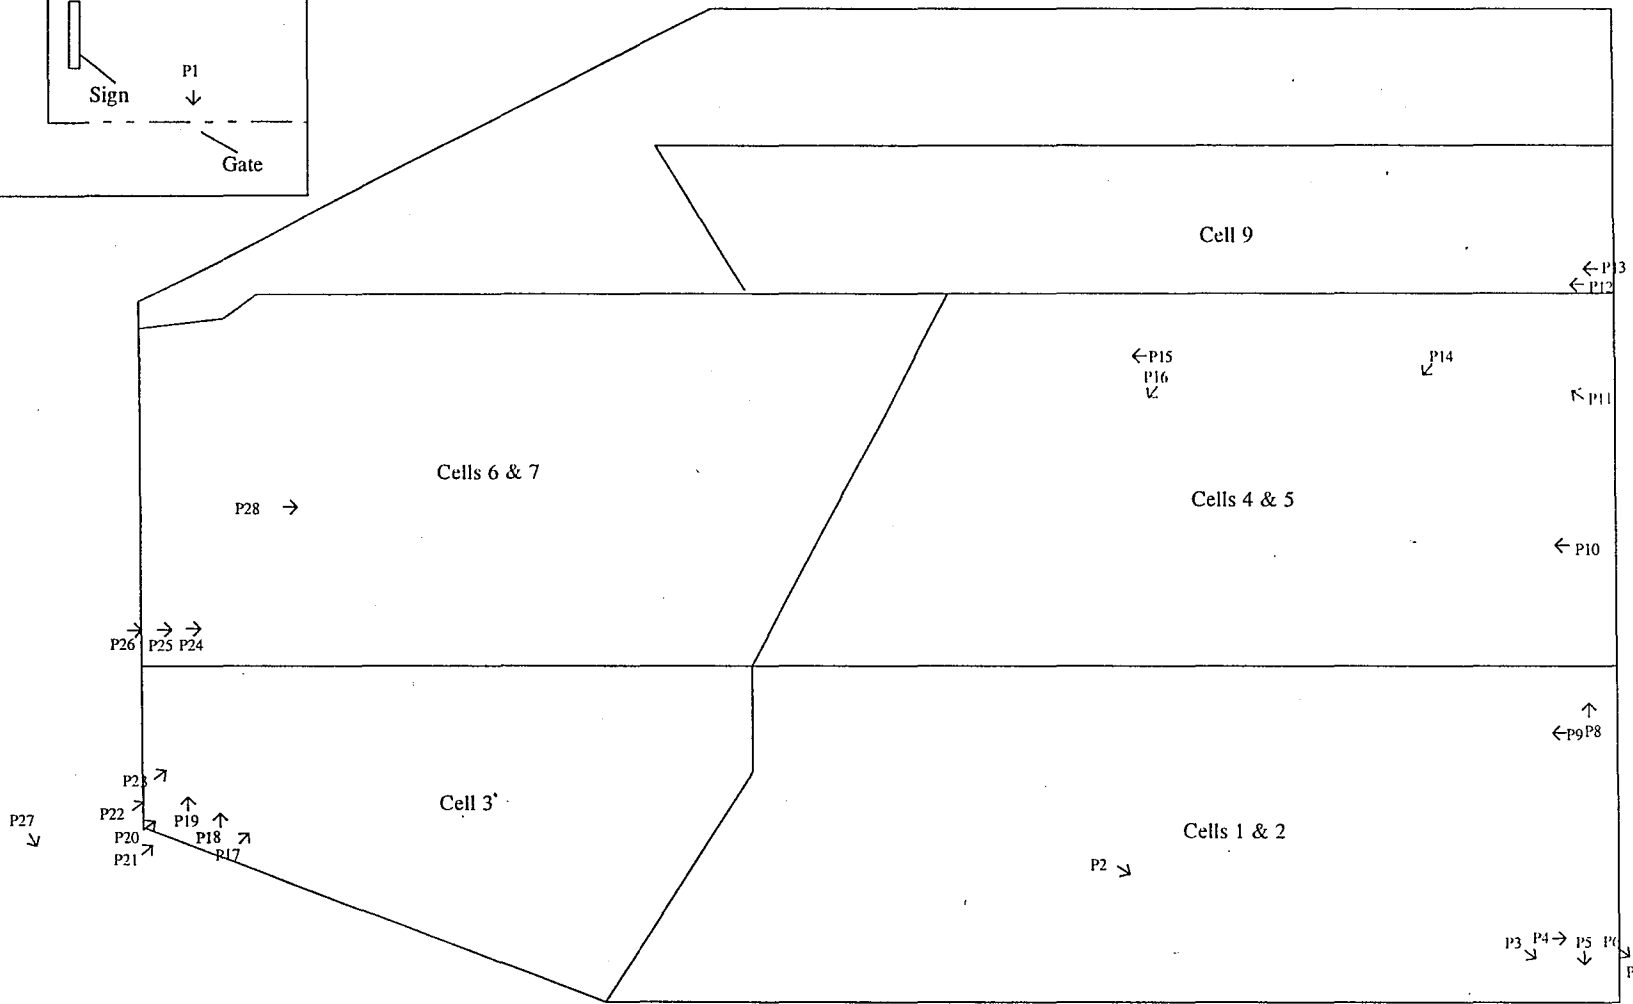 P1
Sign
Gate
Cell 9
P13
P12
P15
P14
P16
P11
Cells 6 & 7
Cells 4 & 5
P28
P10
P26 P25 P24
P9 P8
P23
Cell 3
P22
P19
P27
P20
P18
P17
P21
Cells 1 & 2
P2
P3 P4 P5